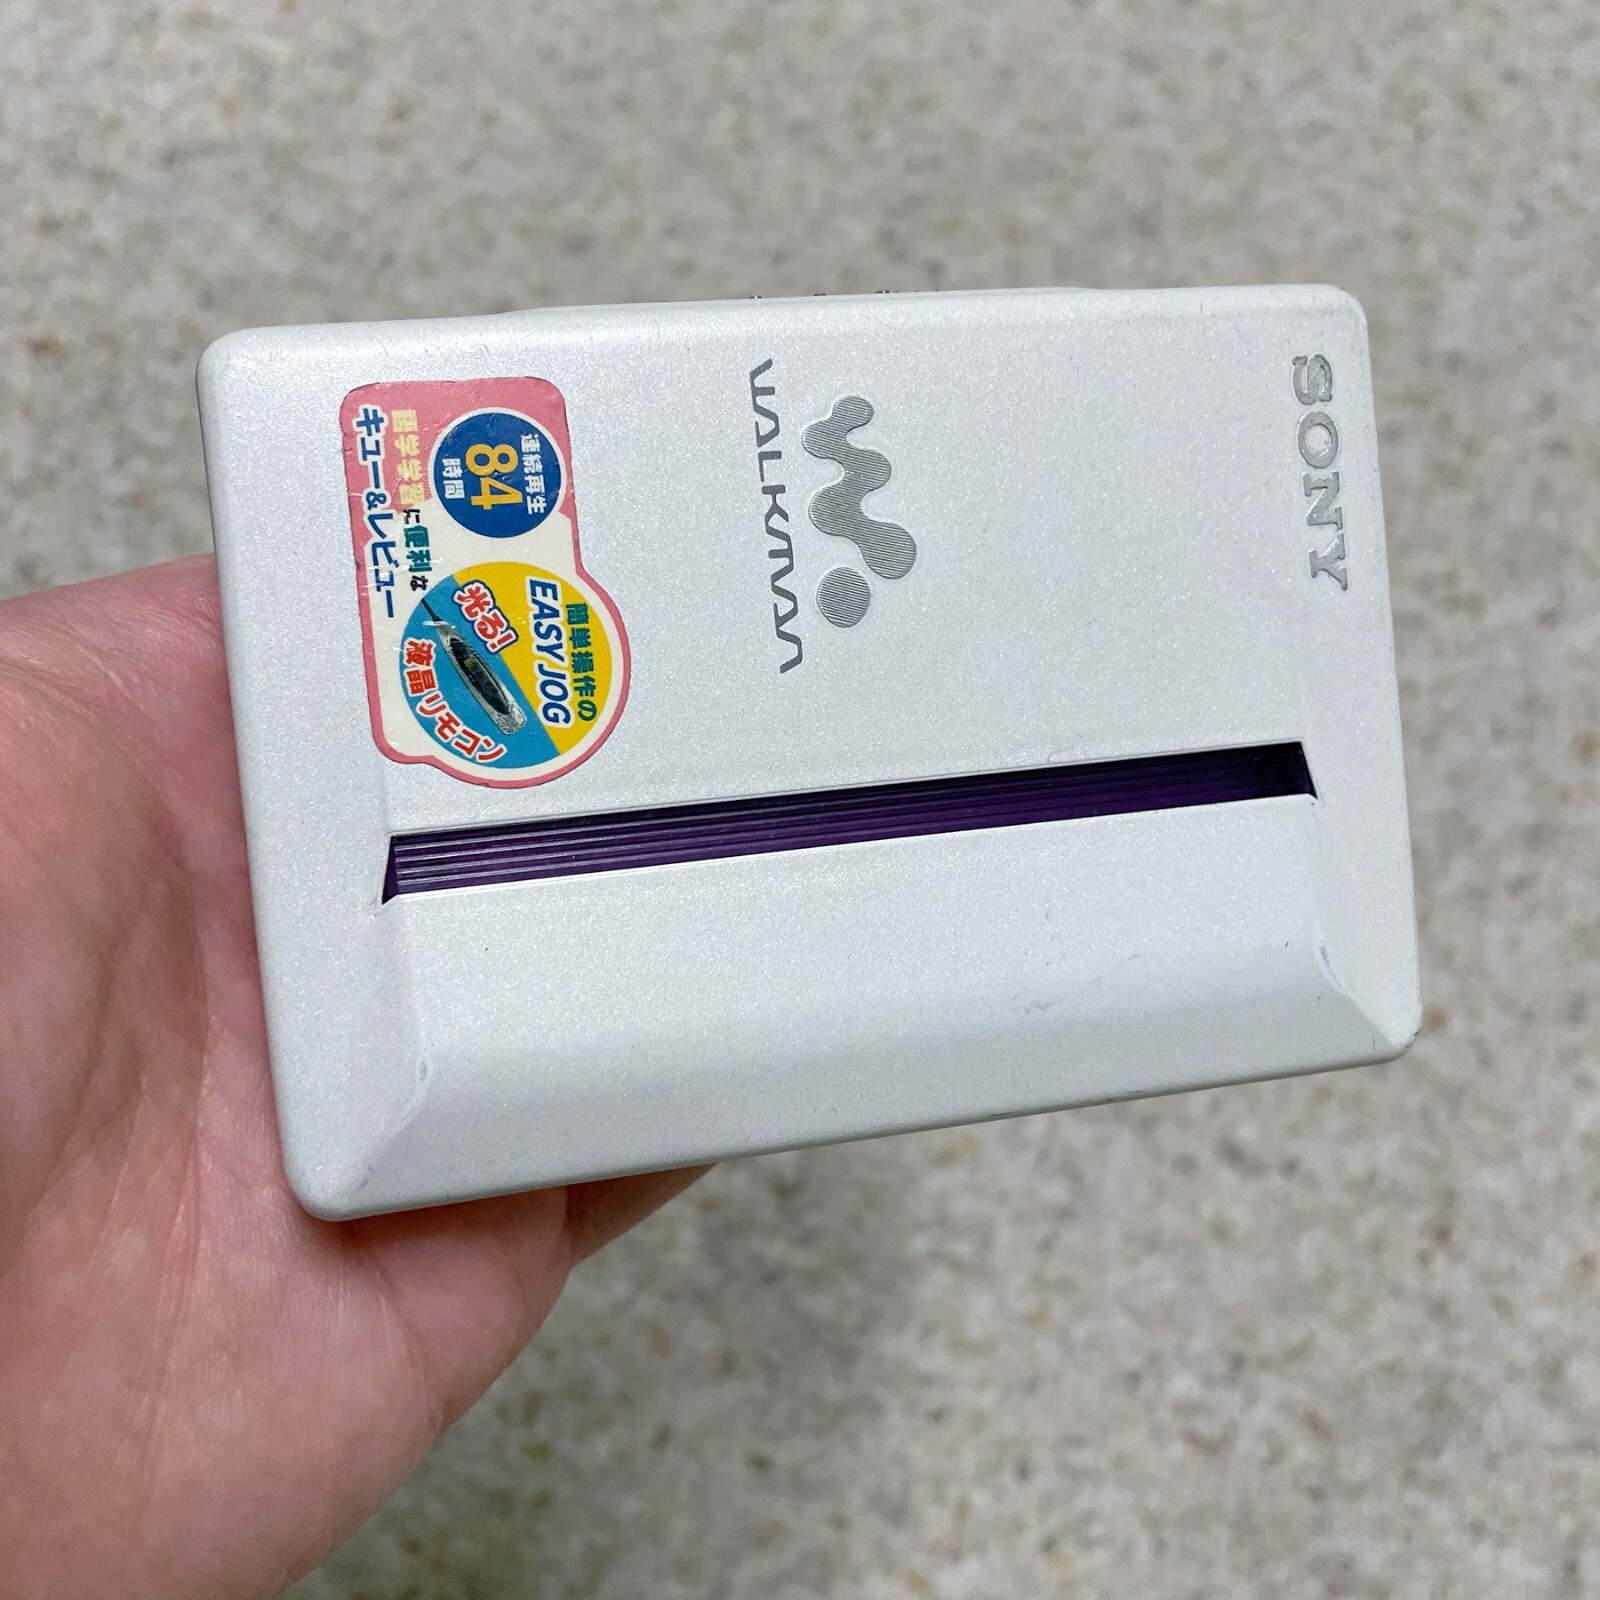 SONY
WALKMAN
連続再生
84
時間
簡単操作の
EASY JOG
光る!
液晶リモコン
語学学習に便利な
キュー&レビュー